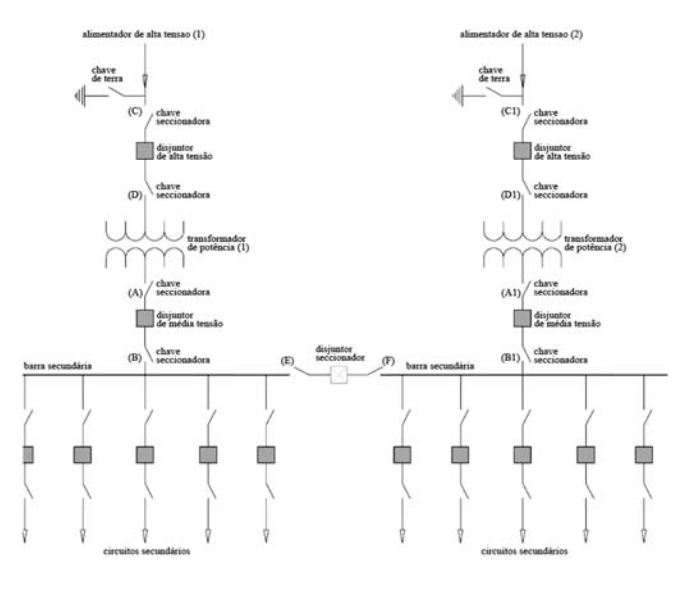 alimentador de alta tensao (1)
chave
de terra
(C)
chave
seccionadora
disjuntor
de alta tensão
(D)
chave
seccionadora
transformador
de potência (1)
(A)
chave
seccionadora
disjuntor
de média tensão
(B)
chave
seccionadora
barra secundária
circuitos secundários
(E)
disjuntor
seccionador
(F)
alimentador de alta tensao (2)
chave
de terra
(C1)
chave
seccionadora
disjuntor
de alta tensão
(D1)
chave
seccionadora
transformador
de potência (2)
(A1)
chave
seccionadora
disjuntor
de média tensão
(B1)
chave
seccionadora
barra secundária
circuitos secundários